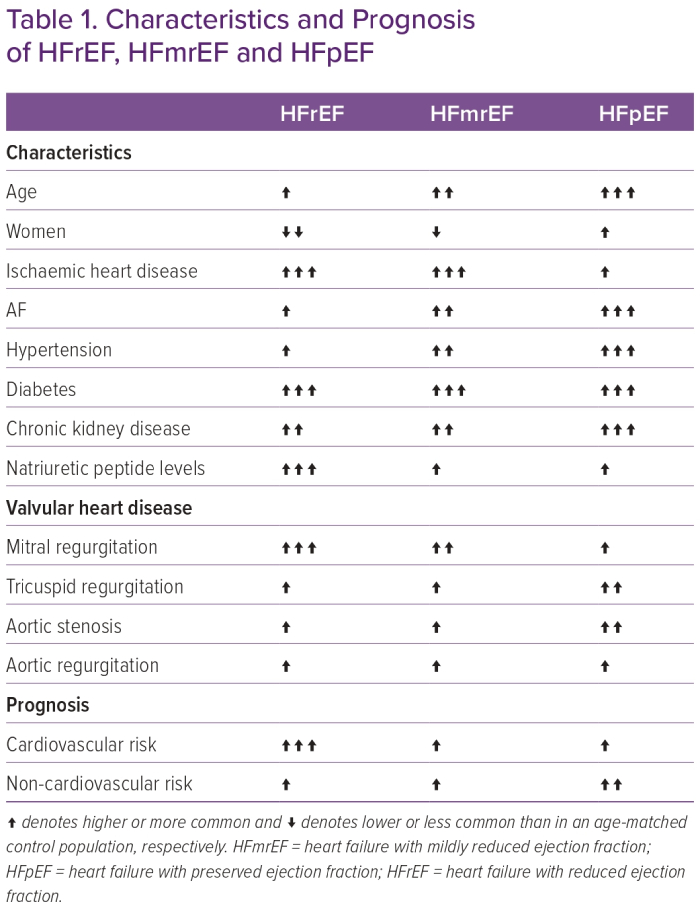 Table 1. Characteristics and Prognosis
of HFrEF, HFmrEF and HFpEF
HFrEF HFmrEF HFpEF
Characteristics
Age ↑ ↑↑ ↑↑↑
Women ↓↓ ↓ ↑
Ischaemic heart disease ↑↑↑ ↑↑↑ ↑
AF ↑ ↑↑ ↑↑↑
Hypertension ↑ ↑↑ ↑↑↑
Diabetes ↑↑↑ ↑↑↑ ↑↑↑
Chronic kidney disease ↑↑ ↑↑ ↑↑↑
Natriuretic peptide levels ↑↑↑ ↑ ↑
Valvular heart disease
Mitral regurgitation ↑↑↑ ↑↑ ↑
Tricuspid regurgitation ↑ ↑ ↑↑
Aortic stenosis ↑ ↑ ↑↑
Aortic regurgitation ↑ ↑ ↑
Prognosis
Cardiovascular risk ↑↑↑ ↑ ↑
Non-cardiovascular risk ↑ ↑ ↑↑
↑ denotes higher or more common and ↓ denotes lower or less common than in an age-matched
control population, respectively. HFmrEF = heart failure with mildly reduced ejection fraction;
HFpEF = heart failure with preserved ejection fraction; HFrEF = heart failure with reduced ejection
fraction.